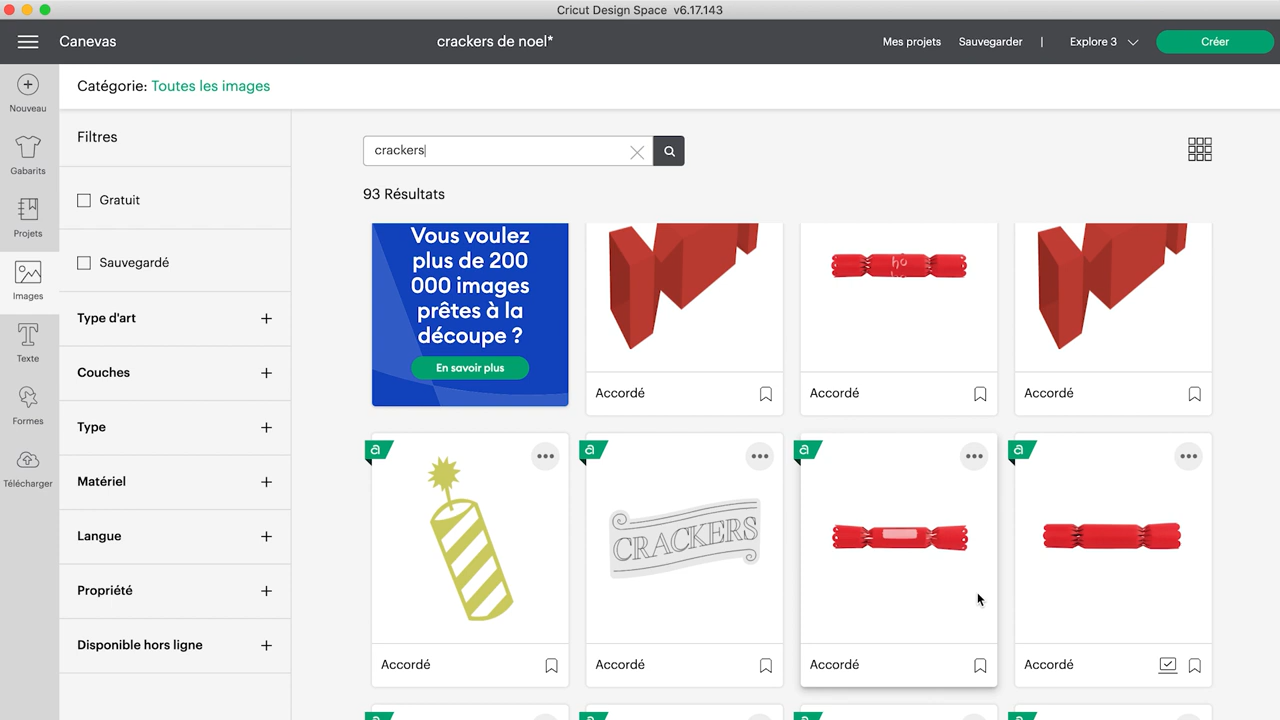 Cricut Design Space v6.17.143
Canevas
crackers de noel*
Mes projets
Sauvegarder
|
Explore 3
Créer
Nouveau
Gabarits
Projets
Images
Texte
Formes
Télécharger
Catégorie: Toutes les images
Filtres
Gratuit
Sauvegardé
Type d'art
Couches
Type
Matériel
Langue
Propriété
Disponible hors ligne
crackers
93 Résultats
Vous voulez
plus de 200
000 images
prêtes à la
découpe ?
En savoir plus
Accordé
ho
ho
Accordé
Accordé
a
Accordé
a
CRACKERS
Accordé
a
Accordé
a
Accordé